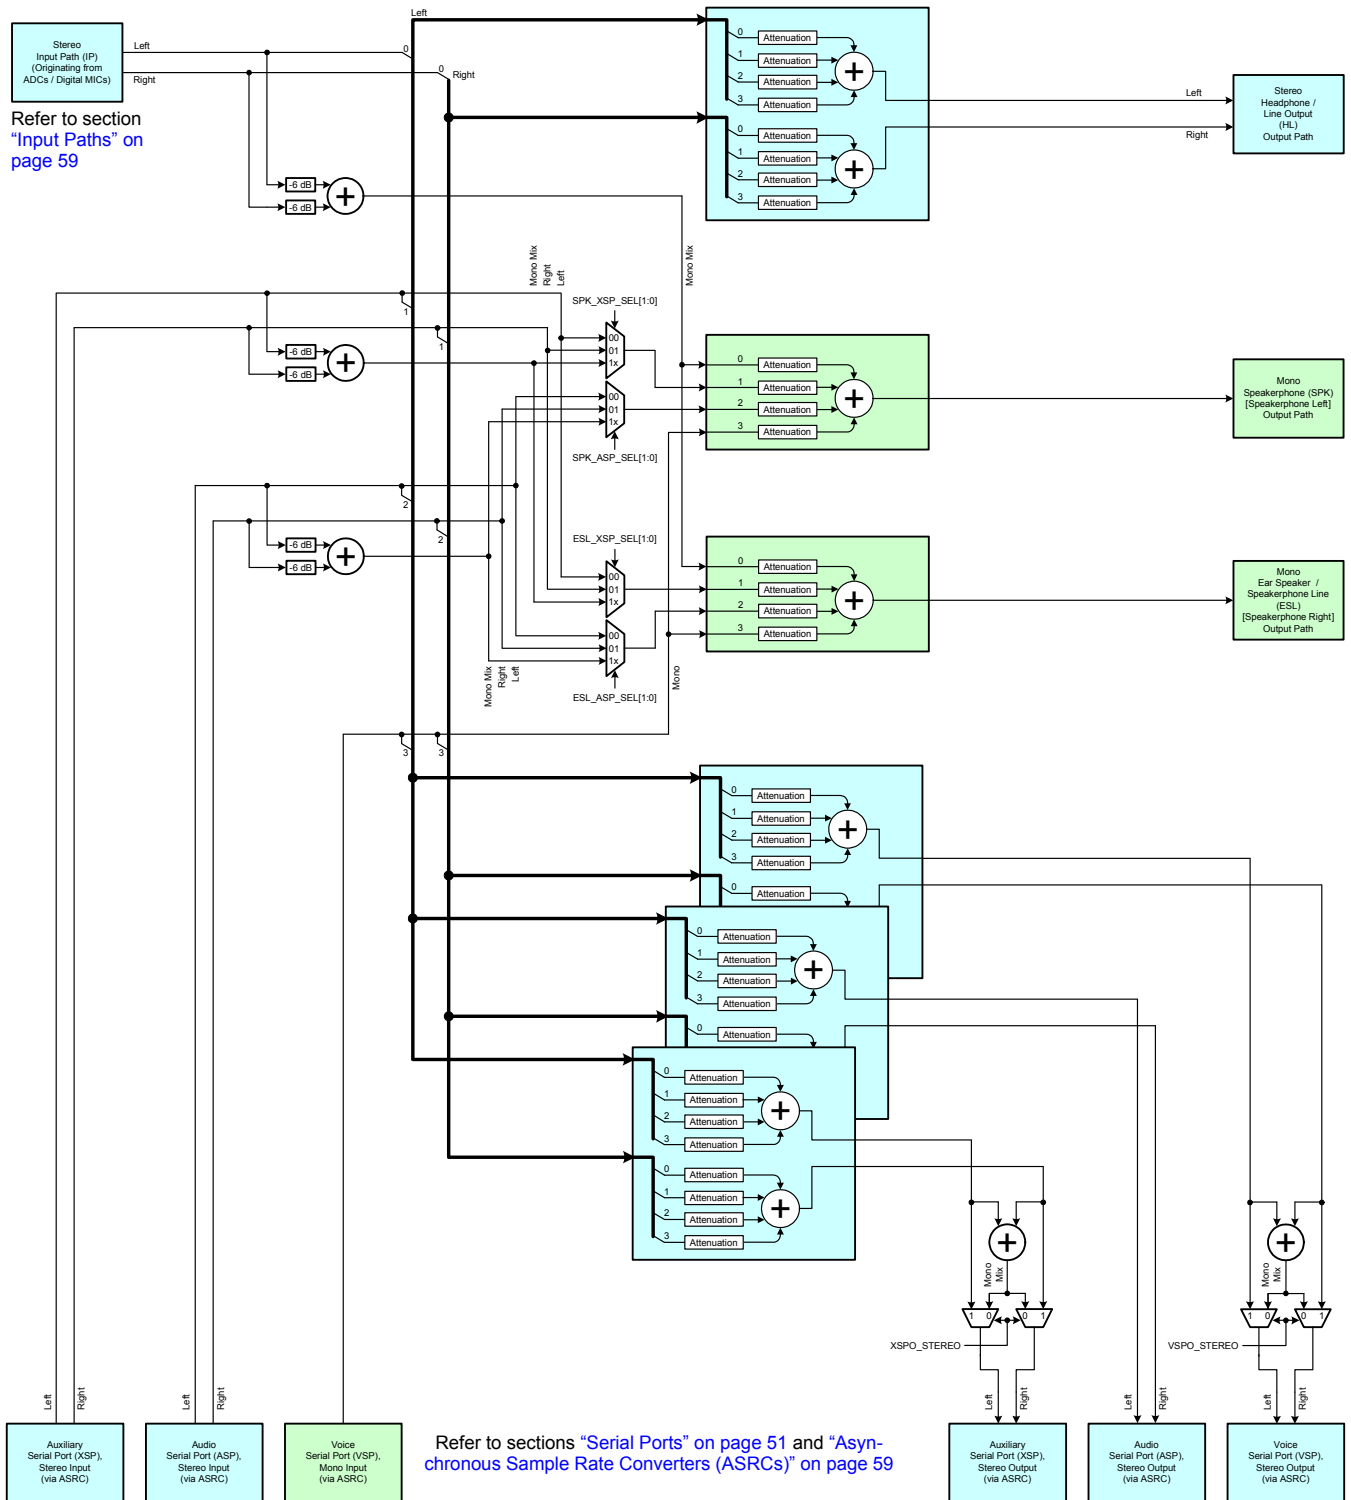 Stereo
Input Path (IP)
(Originating from
ADCs / Digital MICs)
Left
Right
0
0
Left
Right
Refer to section
“Input Paths” on
page 59
0
Attenuation
1
Attenuation
2
Attenuation
3
Attenuation
0
Attenuation
1
Attenuation
2
Attenuation
3
Attenuation
Left
Right
Stereo
Headphone /
Line Output
(HL)
Output Path
-6 dB
-6 dB
Mono Mix
Right
Left
Mono Mix
1
1
-6 dB
-6 dB
SPK_XSP_SEL[1:0]
00
01
1x
00
01
1x
SPK_ASP_SEL[1:0]
0
Attenuation
1
Attenuation
2
Attenuation
3
Attenuation
Mono
Speakerphone (SPK)
[Speakerphone Left]
Output Path
2
2
-6 dB
-6 dB
ESL_XSP_SEL[1:0]
00
01
1x
00
01
1x
ESL_ASP_SEL[1:0]
Mono Mix
Right
Left
Mono
0
Attenuation
1
Attenuation
2
Attenuation
3
Attenuation
Mono
Ear Speaker /
Speakerphone Line
(ESL)
[Speakerphone Right]
Output Path
3
3
0
Attenuation
1
Attenuation
2
Attenuation
3
Attenuation
0
Attenuation
0
Attenuation
1
Attenuation
2
Attenuation
3
Attenuation
0
Attenuation
0
Attenuation
1
Attenuation
2
Attenuation
3
Attenuation
0
Attenuation
1
Attenuation
2
Attenuation
3
Attenuation
Mono
Mix
1
0
0
1
XSPO_STEREO
Mono
Mix
1
0
0
1
VSPO_STEREO
Left
Right
Left
Right
Left
Right
Left
Right
Left
Right
Auxiliary
Serial Port (XSP),
Stereo Input
(via ASRC)
Audio
Serial Port (ASP),
Stereo Input
(via ASRC)
Voice
Serial Port (VSP),
Mono Input
(via ASRC)
Refer to sections “Serial Ports” on page 51 and “Asyn-
chronous Sample Rate Converters (ASRCs)” on page 59
Auxiliary
Serial Port (XSP),
Stereo Output
(via ASRC)
Audio
Serial Port (ASP),
Stereo Output
(via ASRC)
Voice
Serial Port (VSP),
Stereo Output
(via ASRC)